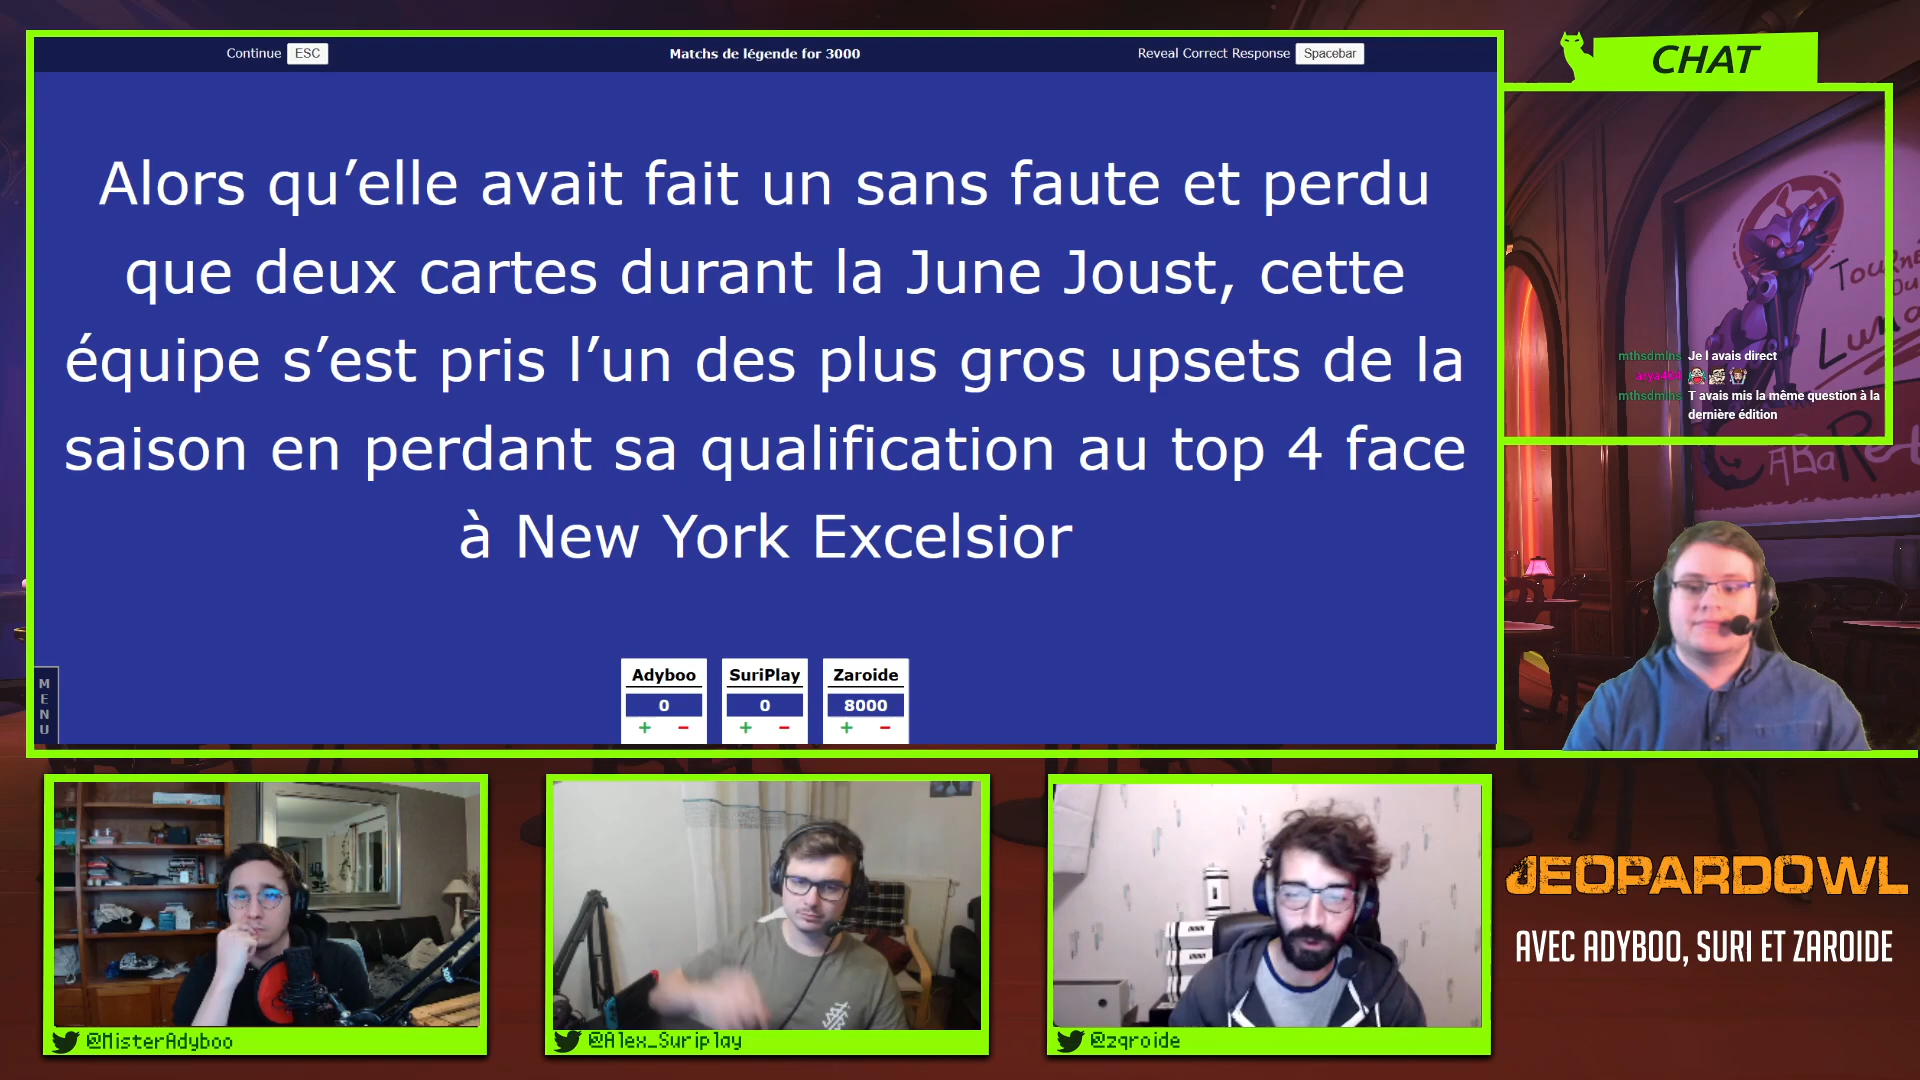 Continue ESC
Matchs de légende for 3000
Reveal Correct Response Spacebar
Alors qu’elle avait fait un sans faute et perdu
que deux cartes durant la June Joust, cette
équipe s’est pris l’un des plus gros upsets de la
saison en perdant sa qualification au top 4 face
à New York Excelsior
MENU
Adyboo
0
+ −
SuriPlay
0
+ −
Zaroide
8000
+ −
CHAT
mthsdmlns Je l avais direct
mthsdmlns T avais mis la même question à la
dernière édition
CABaRet
@MisterAdyboo
@Alex_Suriplay
@zqroide
JEOPARDOWL
AVEC ADYBOO, SURI ET ZAROIDE